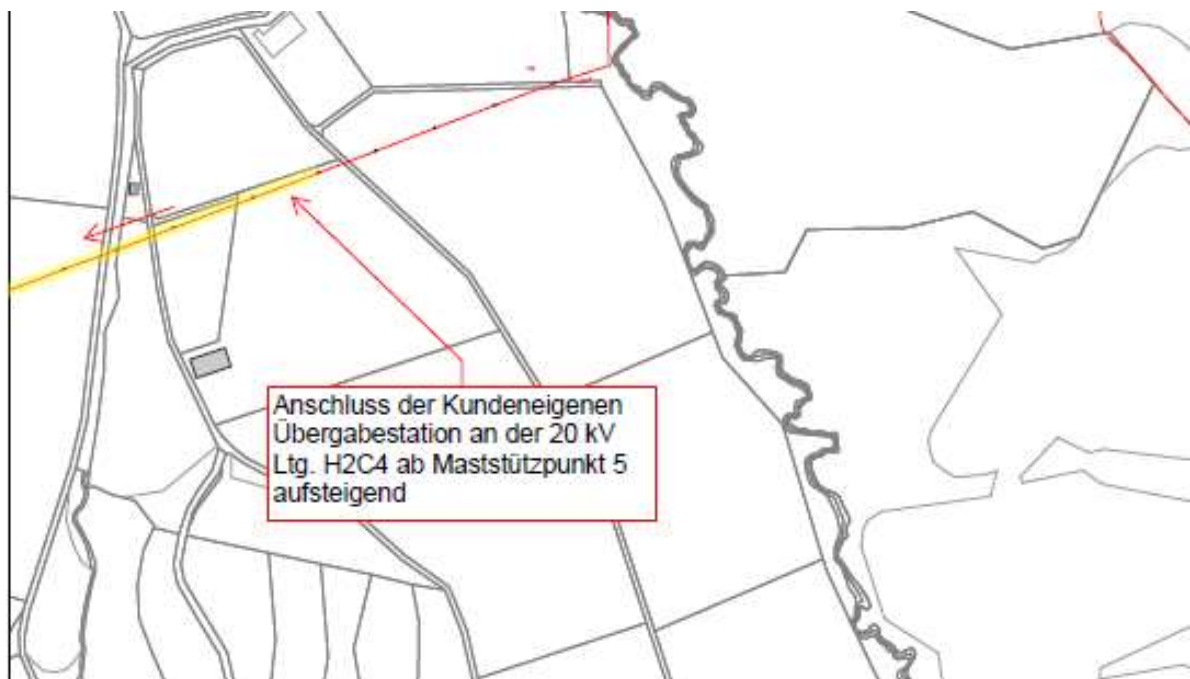 Anschluss der Kundeneigenen
Übergabestation an der 20 kV
Ltg. H2C4 ab Maststützpunkt 5
aufsteigend